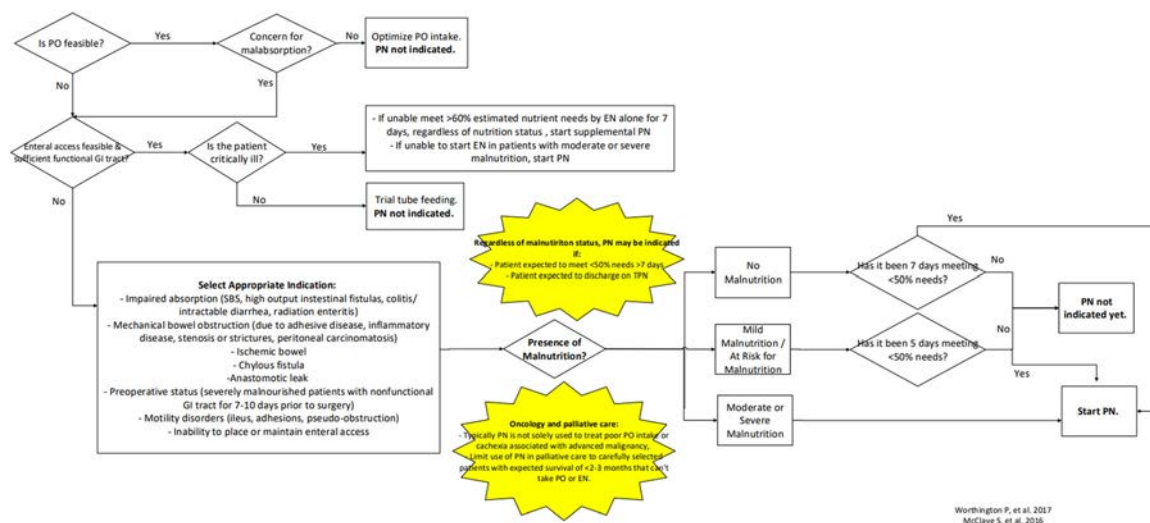 Is PO feasible?
Yes
Concern for
malabsorption?
No
Optimize PO intake.
PN not indicated.
No
Yes
Enteral access feasible &
sufficient functional GI tract?
Yes
Is the patient
critically ill?
Yes
- If unable meet >60% estimated nutrient needs by EN alone for 7
days, regardless of nutrition status , start supplemental PN
- If unable to start EN in patients with moderate or severe
malnutrition, start PN
No
No
Trial tube feeding.
PN not indicated.
Select Appropriate Indication:
- Impaired absorption (SBS, high output instestinal fistulas, colitis/
intractable diarrhea, radiation enteritis)
- Mechanical bowel obstruction (due to adhesive disease, inflammatory
disease, stenosis or strictures, peritoneal carcinomatosis)
- Ischemic bowel
- Chylous fistula
-Anastomotic leak
- Preoperative status (severely malnourished patients with nonfunctional
GI tract for 7-10 days prior to surgery)
- Motility disorders (ileus, adhesions, pseudo-obstruction)
- Inability to place or maintain enteral access
Regardless of malnutiriton status, PN may be indicated
if:
- Patient expected to meet <50% needs >7 days
- Patient expected to discharge on TPN
Presence of
Malnutrition?
Oncology and palliative care:
- Typically PN is not solely used to treat poor PO intake or
cachexia associated with advanced malignancy,
- Limit use of PN in palliative care to carefully selected
patients with expected survival of <2-3 months that can't
take PO or EN.
No
Malnutrition
Has it been 7 days meeting
<50% needs?
Yes
No
PN not
indicated yet.
Mild
Malnutrition /
At Risk for
Malnutrition
Has it been 5 days meeting
<50% needs?
No
Yes
Moderate or
Severe
Malnutrition
Start PN.
Worthington P, et al. 2017
McClave S, et al. 2016